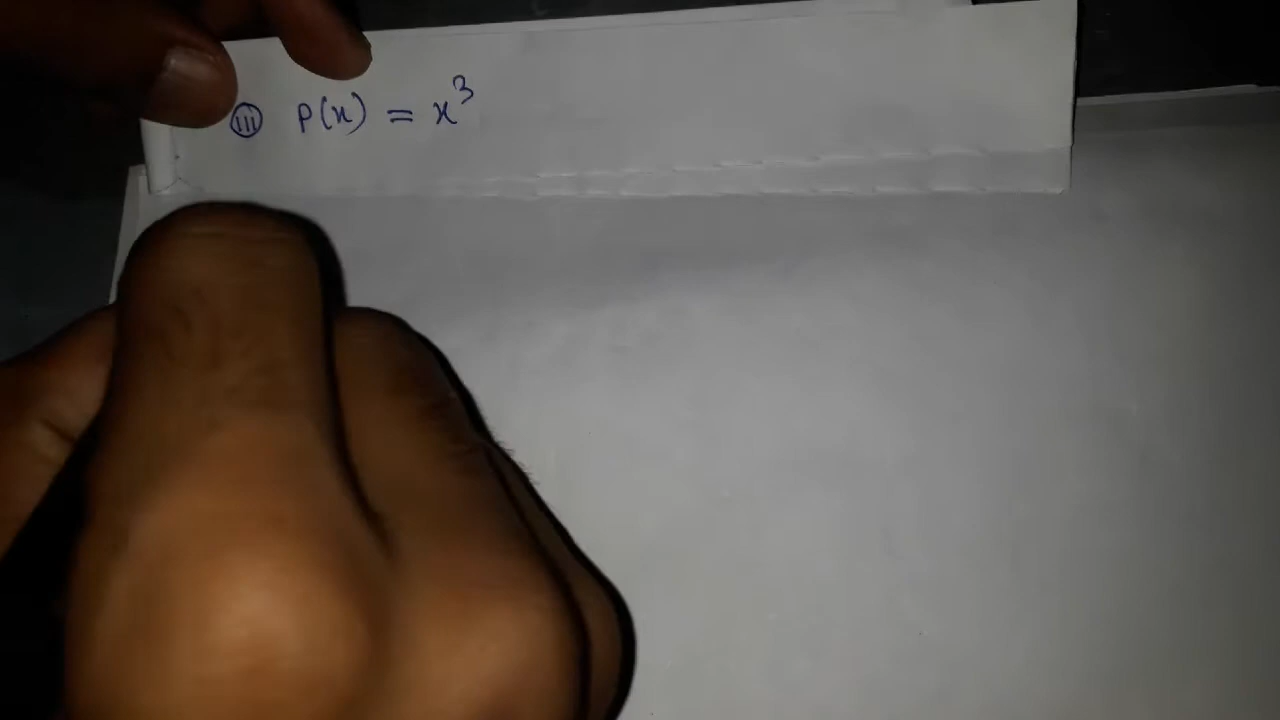 (iii) P(x) = x³